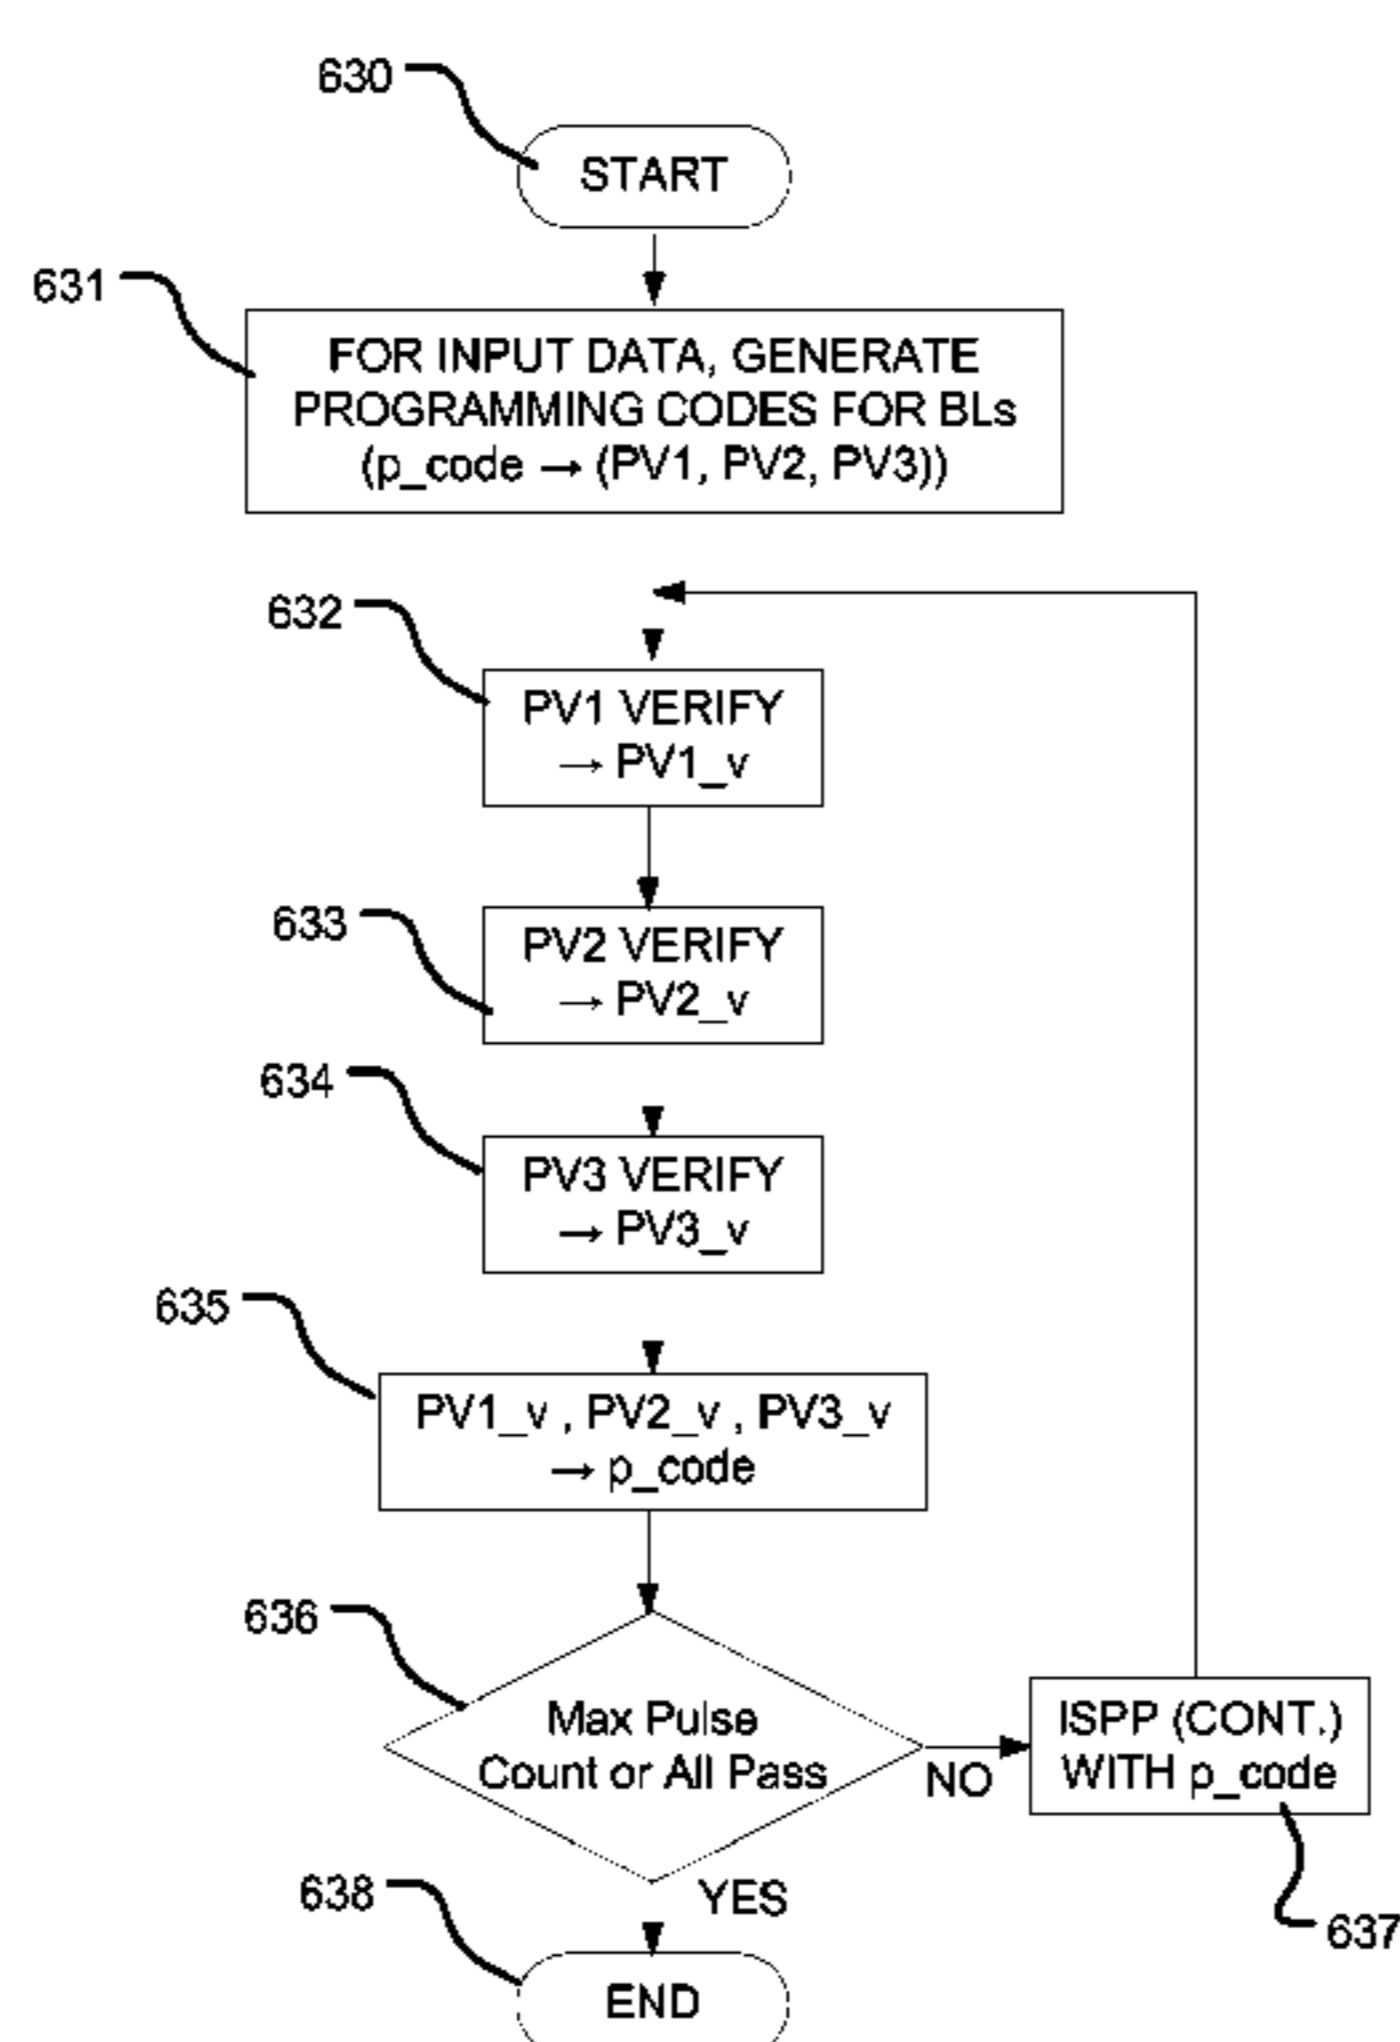 630
START
631
FOR INPUT DATA, GENERATE
PROGRAMMING CODES FOR BLs
(p_code → (PV1, PV2, PV3))
632
PV1 VERIFY
→ PV1_v
633
PV2 VERIFY
→ PV2_v
634
PV3 VERIFY
→ PV3_v
635
PV1_v , PV2_v , PV3_v
→ p_code
636
Max Pulse
Count or All Pass
NO
ISPP (CONT.)
WITH p_code
637
YES
638
END